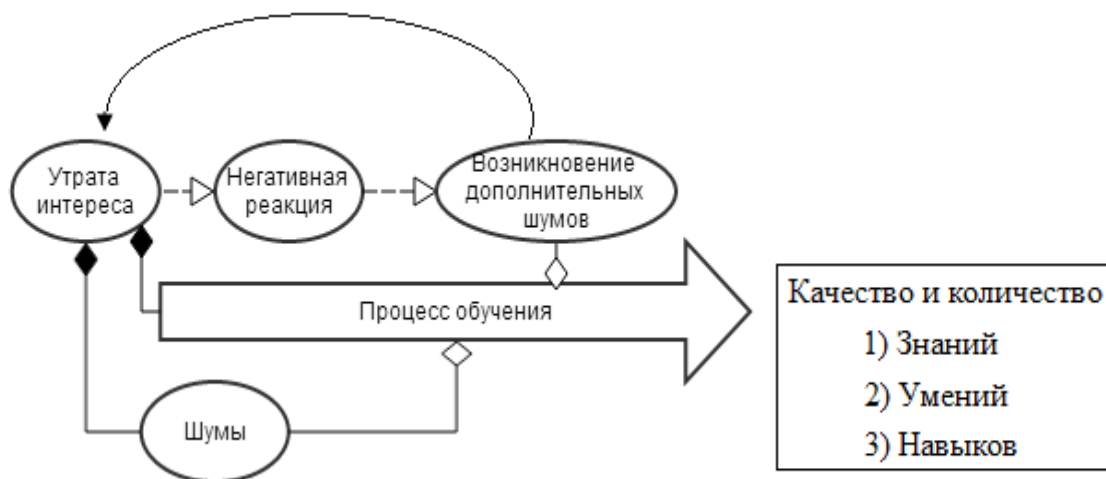 Утрата
интереса
Негативная
реакция
Возникновение
дополнительных
шумов
Процесс обучения
Шумы
Качество и количество
1) Знаний
2) Умений
3) Навыков